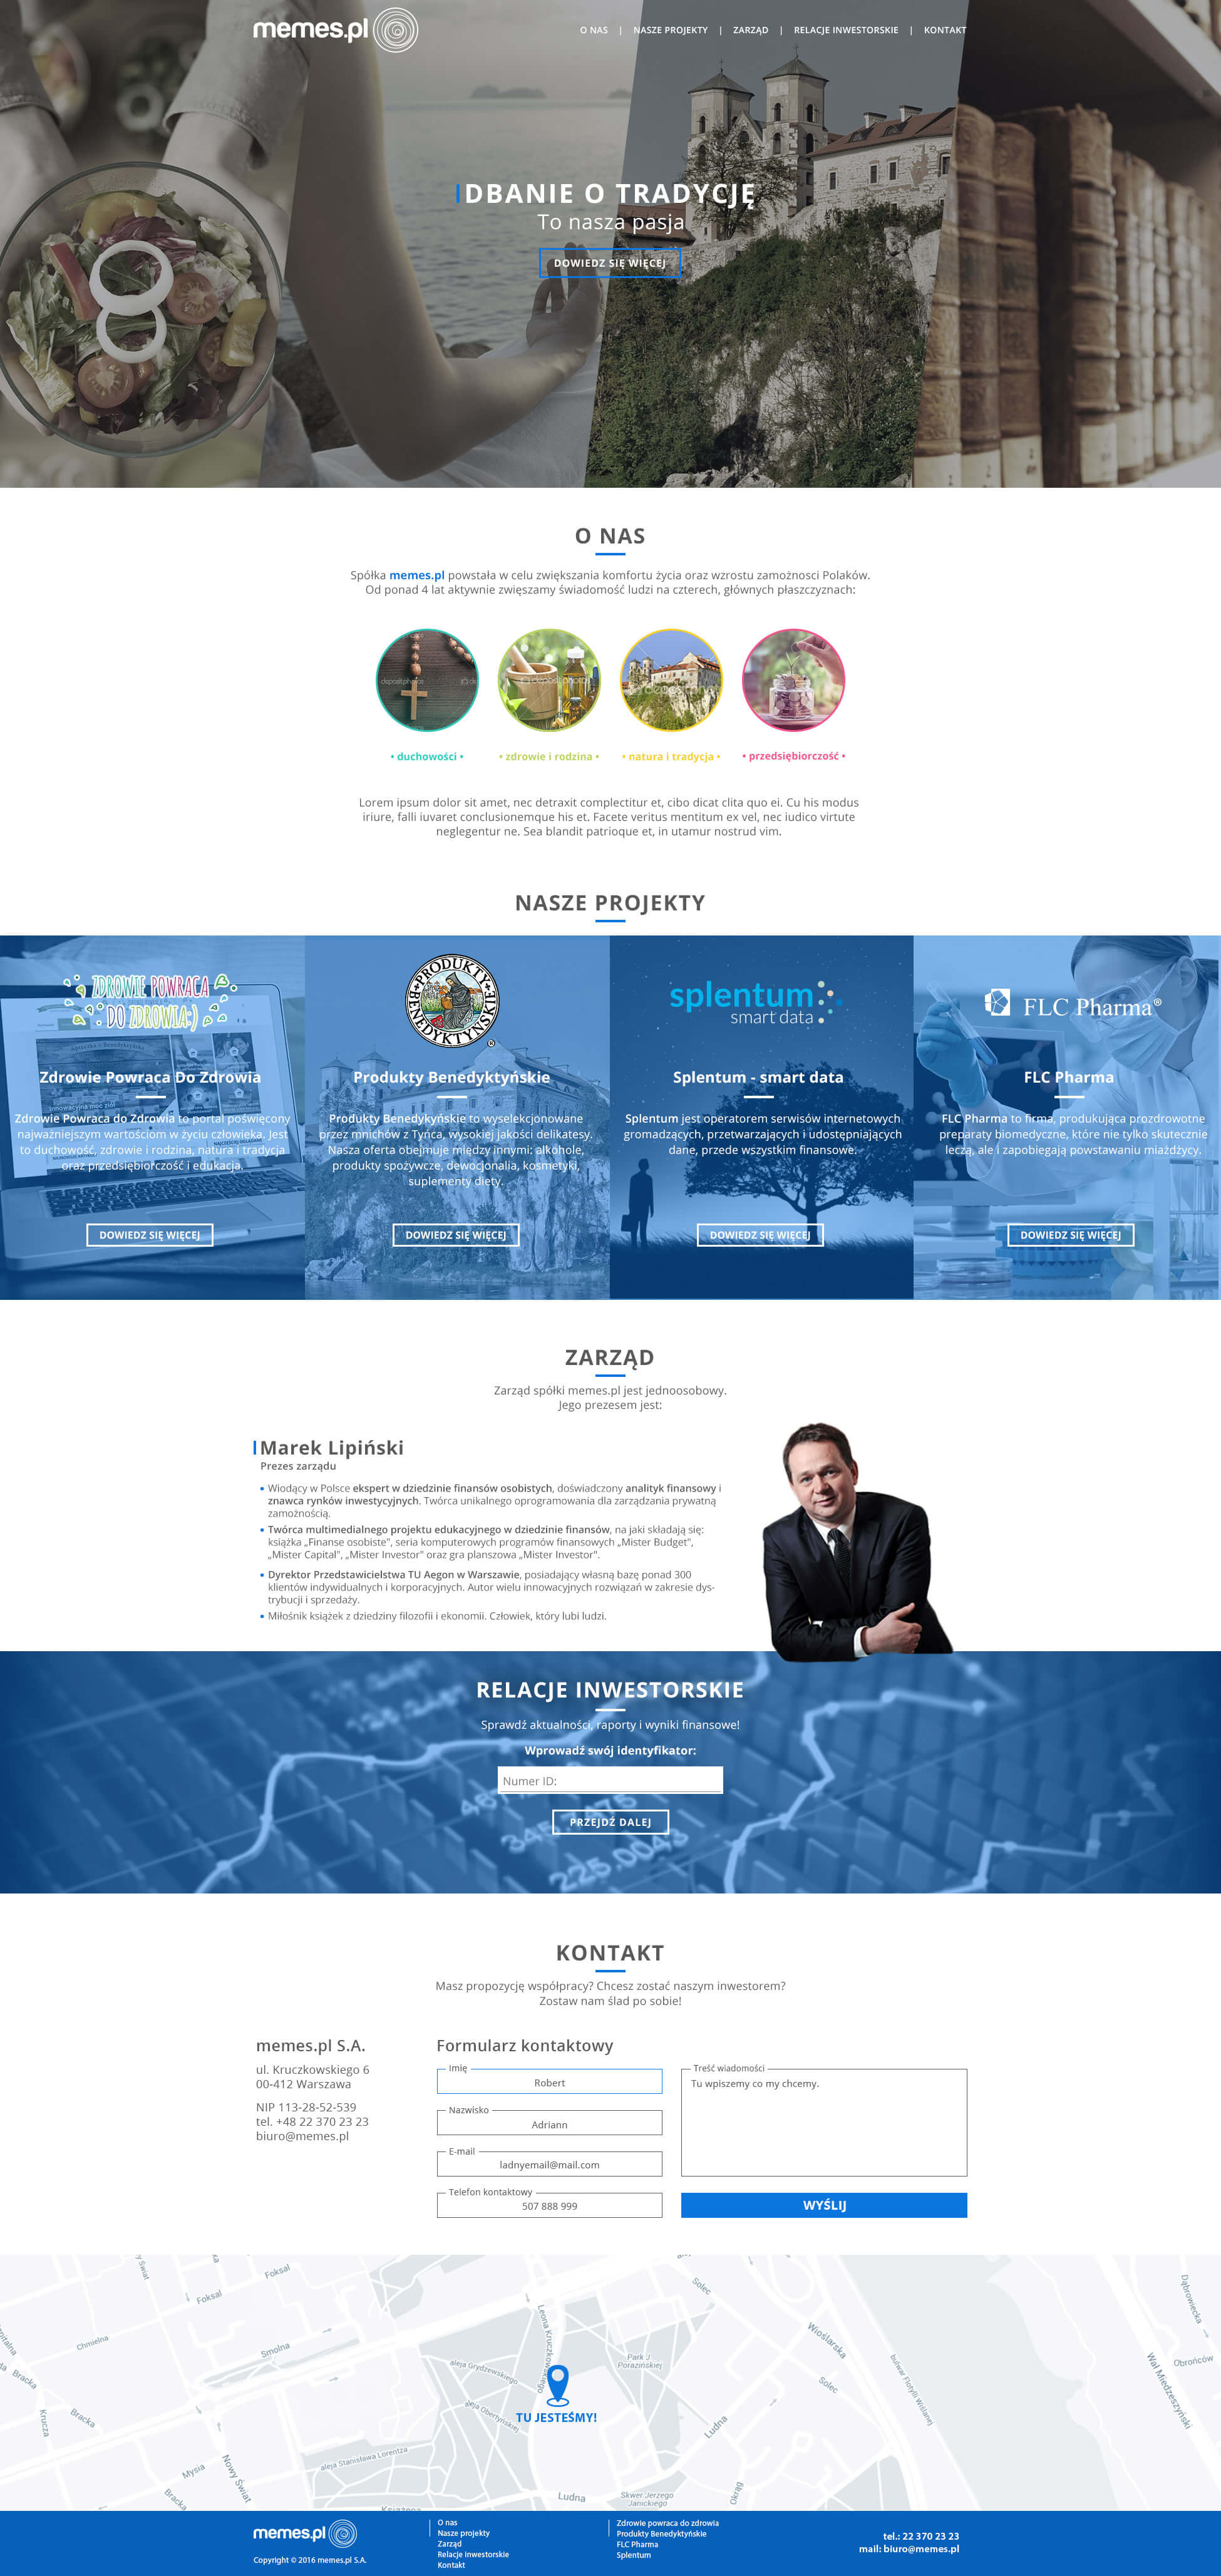 memes.pl
O NAS | NASZE PROJEKTY | ZARZĄD | RELACJE INWESTORSKIE | KONTAKT
DBANIE O TRADYCJĘ
To nasza pasja
DOWIEDZ SIĘ WIĘCEJ
O NAS
Spółka memes.pl powstała w celu zwiększania komfortu życia oraz wzrostu zamożnosci Polaków.
Od ponad 4 lat aktywnie zwięszamy świadomość ludzi na czterech, głównych płaszczyznach:
depositphotos
depositphotos
• duchowości •
• zdrowie i rodzina •
• natura i tradycja •
• przedsiębiorczość •
Lorem ipsum dolor sit amet, nec detraxit complectitur et, cibo dicat clita quo ei. Cu his modus
iriure, falli iuvaret conclusionemque his et. Facete veritus mentitum ex vel, nec iudico virtute
neglegentur ne. Sea blandit patrioque et, in utamur nostrud vim.
NASZE PROJEKTY
ZDROWIE POWRACA
DO ZDROWIA:)
Zdrowie Powraca Do Zdrowia
Zdrowie Powraca do Zdrowia to portal poświęcony
najważniejszym wartościom w życiu człowieka. Jest
to duchowość, zdrowie i rodzina, natura i tradycja
oraz przedsiębiorczość i edukacja.
DOWIEDZ SIĘ WIĘCEJ
PRODUKTY BENEDYKTYŃSKIE ®
Produkty Benedyktyńskie
Produkty Benedykyńskie to wyselekcjonowane
przez mnichów z Tyńca, wysokiej jakości delikatesy.
Nasza oferta obejmuje między innymi: alkohole,
produkty spożywcze, dewocjonalia, kosmetyki,
suplementy diety.
DOWIEDZ SIĘ WIĘCEJ
splentum
smart data
Splentum - smart data
Splentum jest operatorem serwisów internetowych
gromadzących, przetwarzających i udostępniających
dane, przede wszystkim finansowe.
DOWIEDZ SIĘ WIĘCEJ
FLC Pharma®
FLC Pharma
FLC Pharma to firma, produkująca prozdrowotne
preparaty biomedyczne, które nie tylko skutecznie
leczą, ale i zapobiegają powstawaniu miażdżycy.
DOWIEDZ SIĘ WIĘCEJ
ZARZĄD
Zarząd spółki memes.pl jest jednoosobowy.
Jego prezesem jest:
Marek Lipiński
Prezes zarządu
• Wiodący w Polsce ekspert w dziedzinie finansów osobistych, doświadczony analityk finansowy i
znawca rynków inwestycyjnych. Twórca unikalnego oprogramowania dla zarządzania prywatną
zamożnością.
• Twórca multimedialnego projektu edukacyjnego w dziedzinie finansów, na jaki składają się:
książka „Finanse osobiste", seria komputerowych programów finansowych „Mister Budget",
„Mister Capital", „Mister Investor" oraz gra planszowa „Mister Investor".
• Dyrektor Przedstawicielstwa TU Aegon w Warszawie, posiadający własną bazę ponad 300
klientów indywidualnych i korporacyjnych. Autor wielu innowacyjnych rozwiązań w zakresie dys-
trybucji i sprzedaży.
• Miłośnik książek z dziedziny filozofii i ekonomii. Człowiek, który lubi ludzi.
RELACJE INWESTORSKIE
Sprawdź aktualności, raporty i wyniki finansowe!
Wprowadź swój identyfikator:
Numer ID:
PRZEJDŹ DALEJ
225.000
KONTAKT
Masz propozycję współpracy? Chcesz zostać naszym inwestorem?
Zostaw nam ślad po sobie!
memes.pl S.A.
ul. Kruczkowskiego 6
00-412 Warszawa
NIP 113-28-52-539
tel. +48 22 370 23 23
biuro@memes.pl
Formularz kontaktowy
Imię
Robert
Nazwisko
Adriann
E-mail
ladnyemail@mail.com
Telefon kontaktowy
507 888 999
Treść wiadomości
Tu wpiszemy co my chcemy.
WYŚLIJ
Foksal
Foksal
Chmielna
Smolna
Bracka
Bracka
Krucza
Mysia
Bracka
Nowy Świat
aleja Stanisława Lorentza
Leona Kruczkowskiego
aleja Grydzewskiego
aleja Obertyńskiej
Park J
Porazińskiej
Solec
Wioślarska
Solec
bulwar Flotylli Wiślanej
Ludna
Ludna
Skwer Jerzego
Janickiego
Okrąg
Dąbrowiecka
Obrońców
Wał Miedzeszyński
Książęca
TU JESTEŚMY!
memes.pl
Copyright © 2016 memes.pl S.A.
O nas
Nasze projekty
Zarząd
Relacje inwestorskie
Kontakt
Zdrowie powraca do zdrowia
Produkty Benedyktyńskie
FLC Pharma
Splentum
tel.: 22 370 23 23
mail: biuro@memes.pl